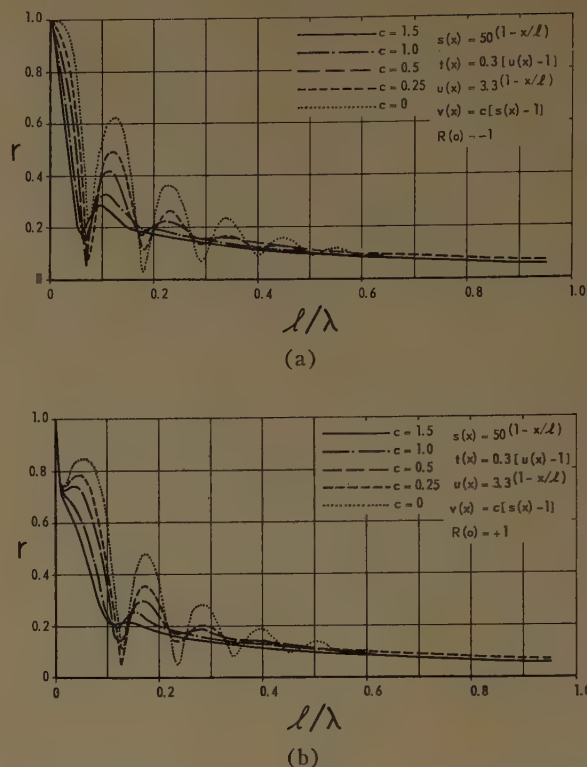 1.0
0.8
0.6
0.4
0.2
0
r
c = 1.5
c = 1.0
c = 0.5
c = 0.25
c = 0
s(x) = 50^(1-x/ℓ)
t(x) = 0.3 [u(x)-1]
u(x) = 3.3^(1-x/ℓ)
v(x) = c[s(x)-1]
R(o) - -1
0 0.2 0.4 0.6 0.8 1.0
ℓ/λ
(a)
1.0
0.8
0.6
0.4
0.2
0
r
c = 1.5
c = 1.0
c = 0.5
c = 0.25
c = 0
s(x) = 50^(1-x/ℓ)
t(x) = 0.3 [u(x)-1]
u(x) = 3.3^(1-x/ℓ)
v(x) = c[s(x)-1]
R(o) = +1
0 0.2 0.4 0.6 0.8 1.0
ℓ/λ
(b)